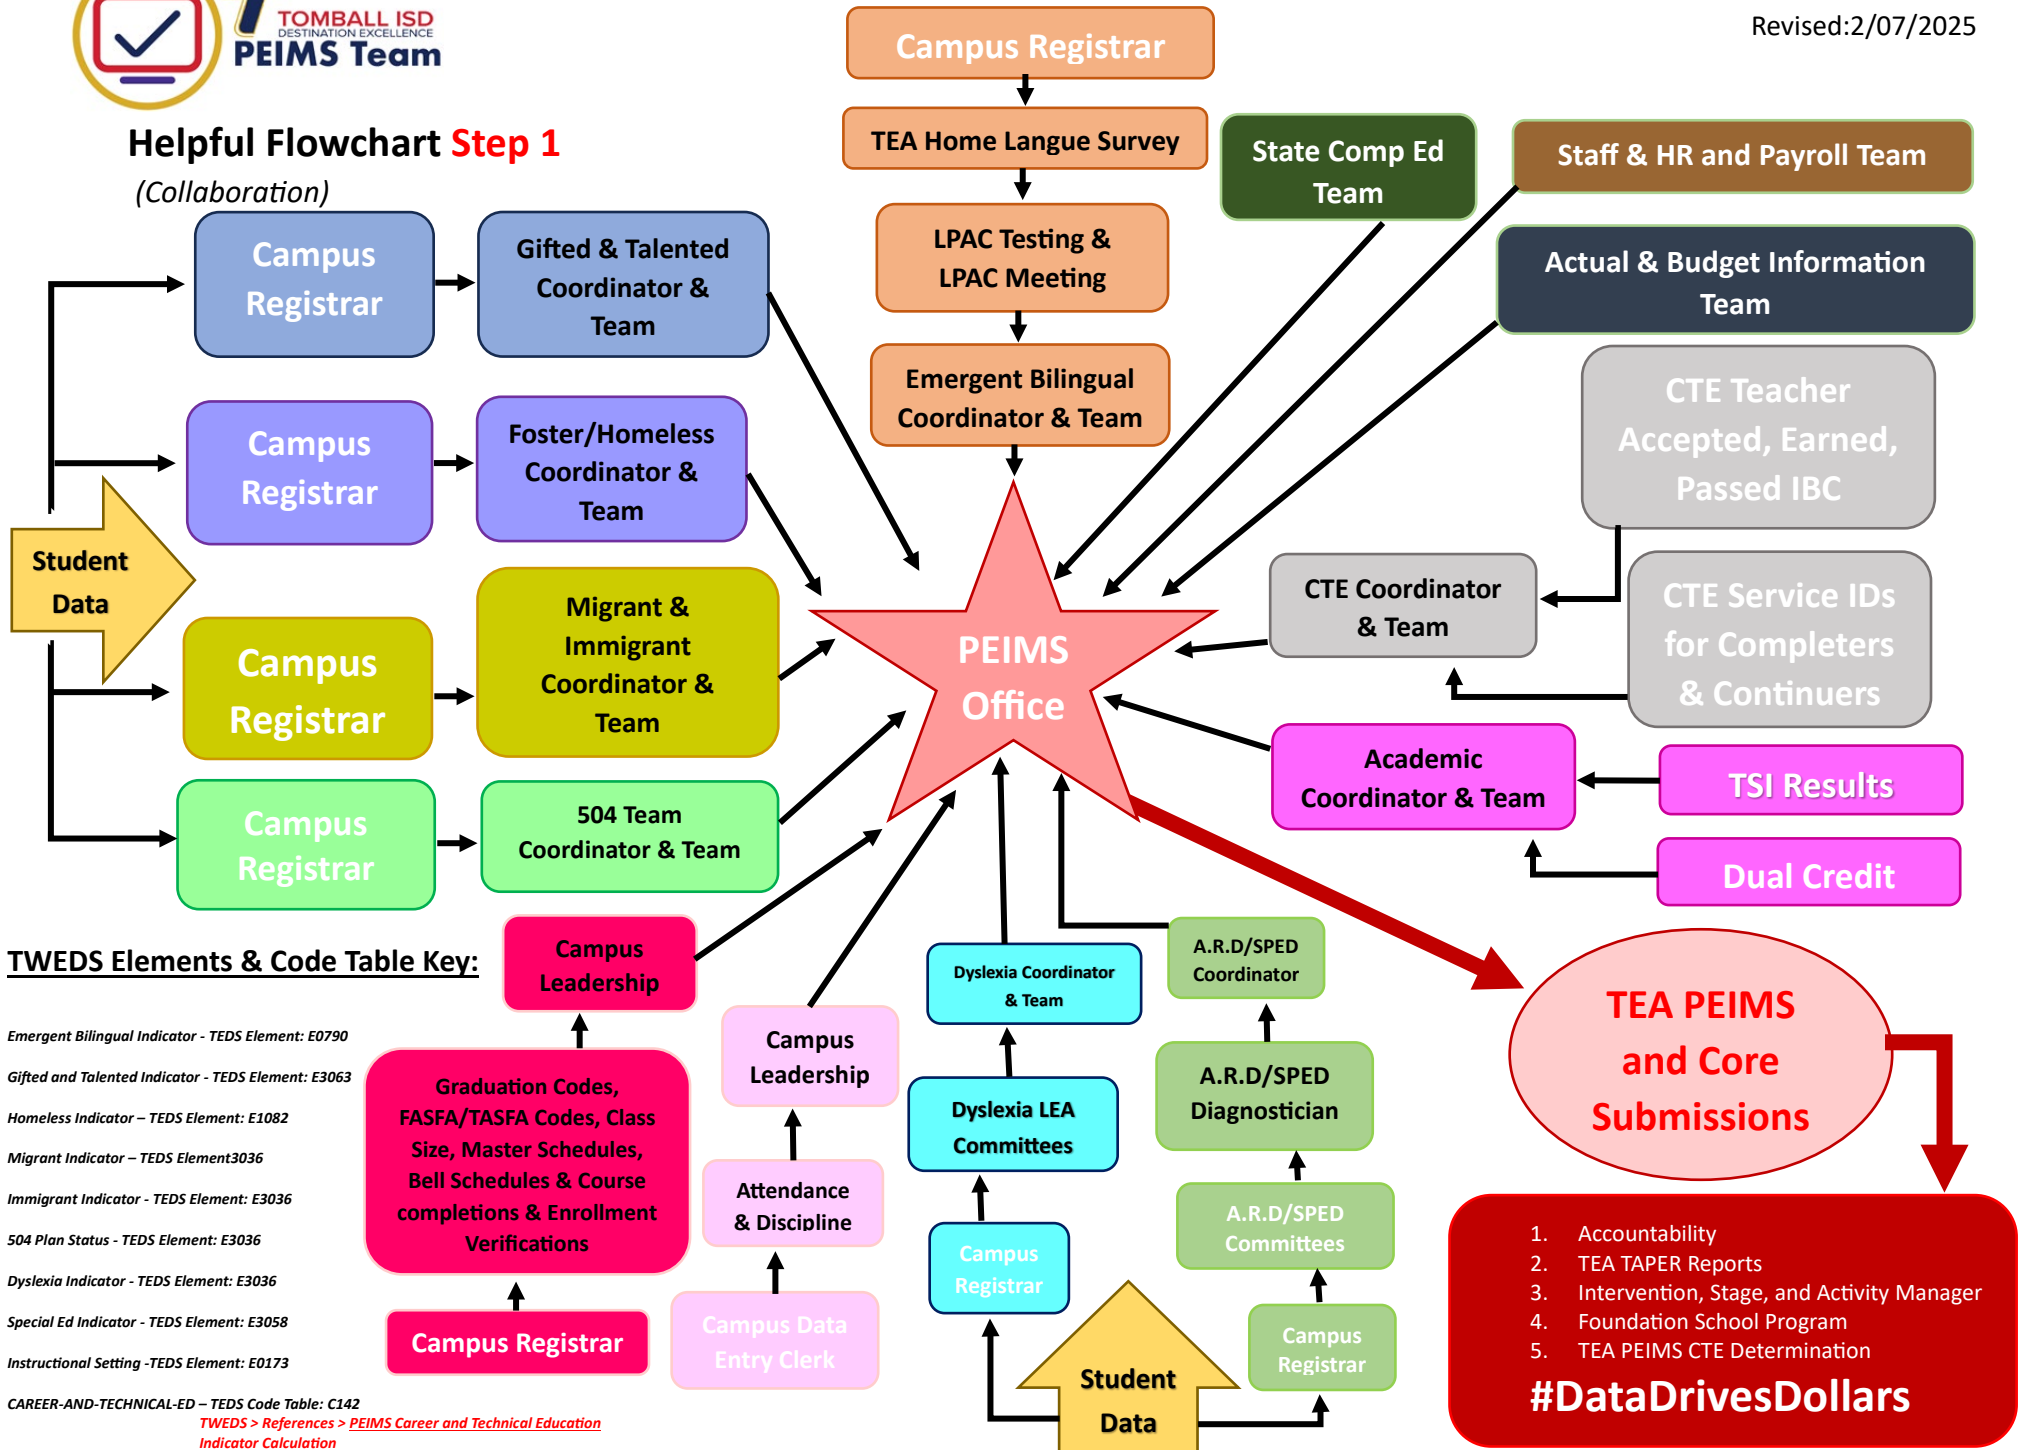 TOMBALL ISD
DESTINATION EXCELLENCE
PEIMS Team
Revised:2/07/2025
Helpful Flowchart Step 1
(Collaboration)
Campus Registrar
TEA Home Langue Survey
LPAC Testing &
LPAC Meeting
Emergent Bilingual
Coordinator & Team
State Comp Ed
Team
Staff & HR and Payroll Team
Actual & Budget Information
Team
Campus
Registrar
Gifted & Talented
Coordinator &
Team
Campus
Registrar
Foster/Homeless
Coordinator &
Team
Student
Data
Campus
Registrar
Migrant &
Immigrant
Coordinator &
Team
Campus
Registrar
504 Team
Coordinator & Team
PEIMS
Office
CTE Teacher
Accepted, Earned,
Passed IBC
CTE Coordinator
& Team
CTE Service IDs
for Completers
& Continuers
Academic
Coordinator & Team
TSI Results
Dual Credit
TWEDS Elements & Code Table Key:
Emergent Bilingual Indicator - TEDS Element: E0790
Gifted and Talented Indicator - TEDS Element: E3063
Homeless Indicator – TEDS Element: E1082
Migrant Indicator – TEDS Element3036
Immigrant Indicator - TEDS Element: E3036
504 Plan Status - TEDS Element: E3036
Dyslexia Indicator - TEDS Element: E3036
Special Ed Indicator - TEDS Element: E3058
Instructional Setting -TEDS Element: E0173
CAREER-AND-TECHNICAL-ED – TEDS Code Table: C142
TWEDS > References > PEIMS Career and Technical Education
Indicator Calculation
Campus
Leadership
Graduation Codes,
FASFA/TASFA Codes, Class
Size, Master Schedules,
Bell Schedules & Course
completions & Enrollment
Verifications
Campus Registrar
Campus
Leadership
Attendance
& Discipline
Campus Data
Entry Clerk
Dyslexia Coordinator
& Team
Dyslexia LEA
Committees
Campus
Registrar
A.R.D/SPED
Coordinator
A.R.D/SPED
Diagnostician
A.R.D/SPED
Committees
Campus
Registrar
Student
Data
TEA PEIMS
and Core
Submissions
1. Accountability
2. TEA TAPER Reports
3. Intervention, Stage, and Activity Manager
4. Foundation School Program
5. TEA PEIMS CTE Determination
#DataDrivesDollars